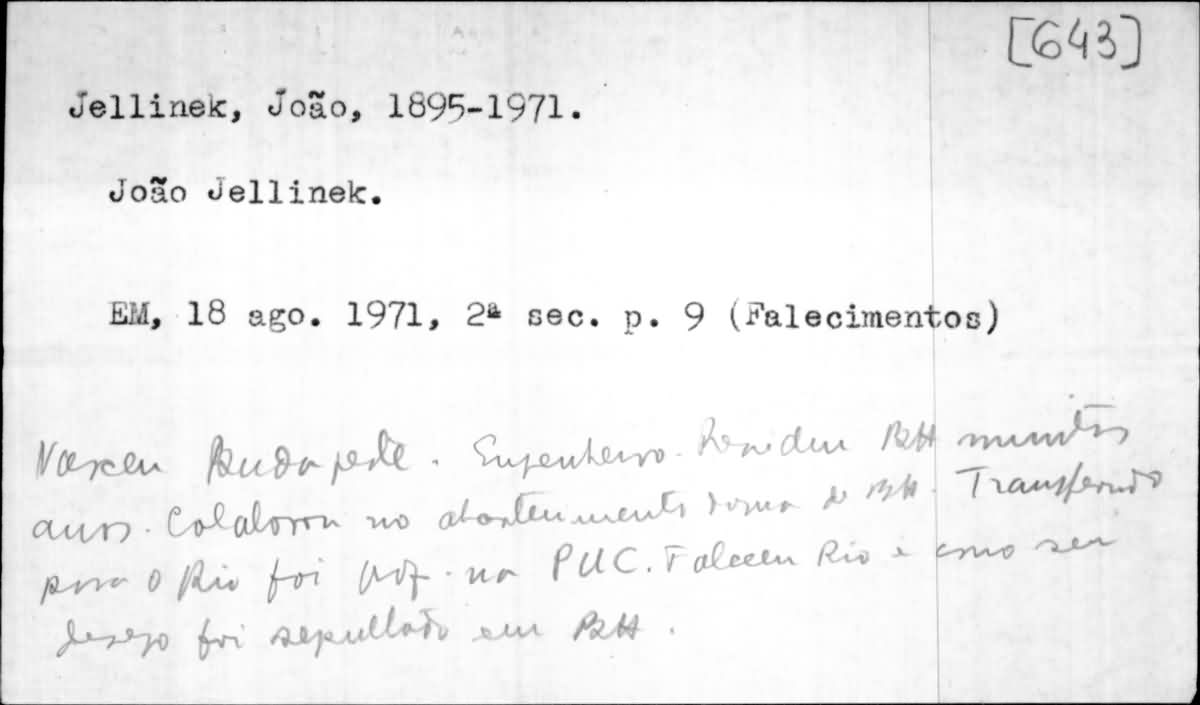 [643]
Jellinek, João, 1895-1971.
João Jellinek.
EM, 18 ago. 1971, 2ª sec. p. 9 (Falecimentos)
Nasceu Budapeste. Engenheiro. Residiu BH muitos
anos. Colaborou no abastecimento d'água de BH. Transferindo
para o Rio foi prof. na PUC. Faleceu Rio e como seu
desejo foi sepultado em BH.